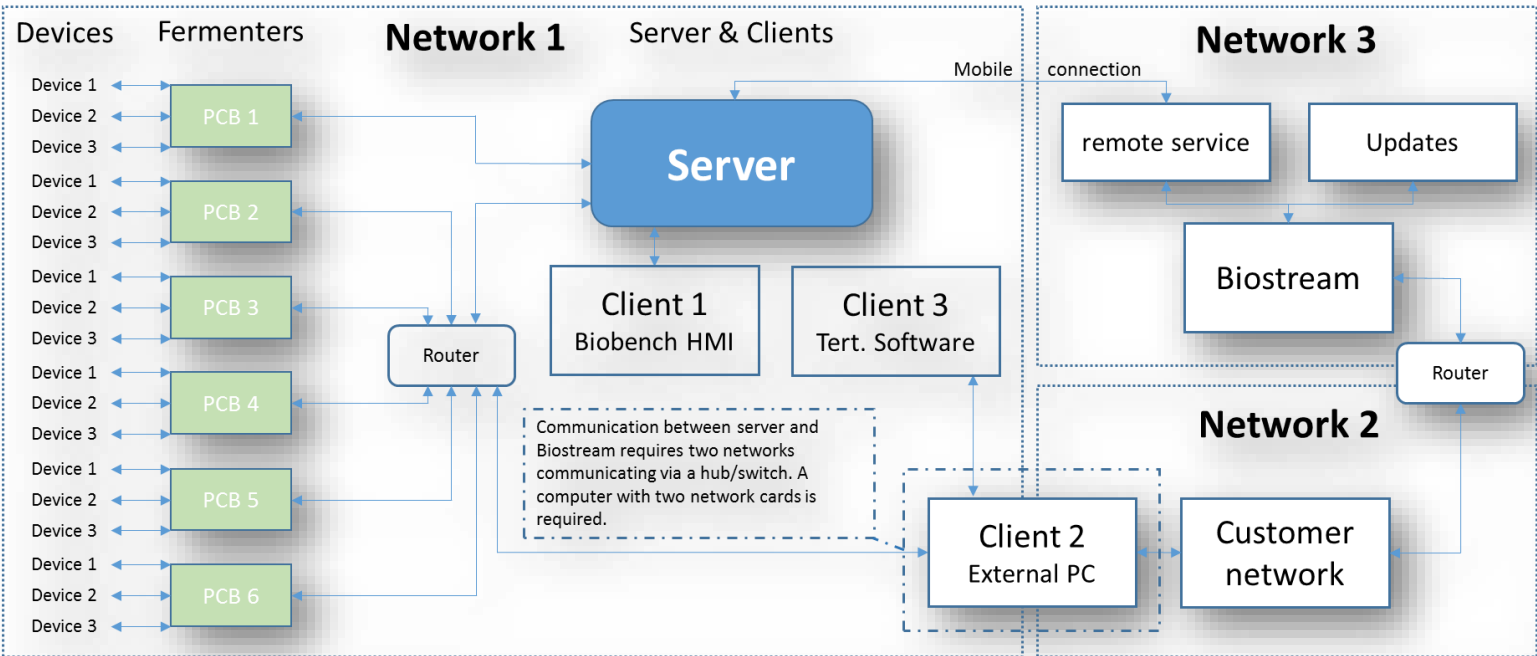 Devices
Fermenters
Network 1
Server & Clients
Device 1
Device 2
Device 3
PCB 1
Device 1
Device 2
Device 3
PCB 2
Device 1
Device 2
Device 3
PCB 3
Device 1
Device 2
Device 3
PCB 4
Device 1
Device 2
Device 3
PCB 5
Device 1
Device 2
Device 3
PCB 6
Router
Server
Client 1
Biobench HMI
Client 3
Tert. Software
Communication between server and
Biostream requires two networks
communicating via a hub/switch. A
computer with two network cards is
required.
Client 2
External PC
Mobile connection
Network 3
remote service
Updates
Biostream
Router
Network 2
Customer
network